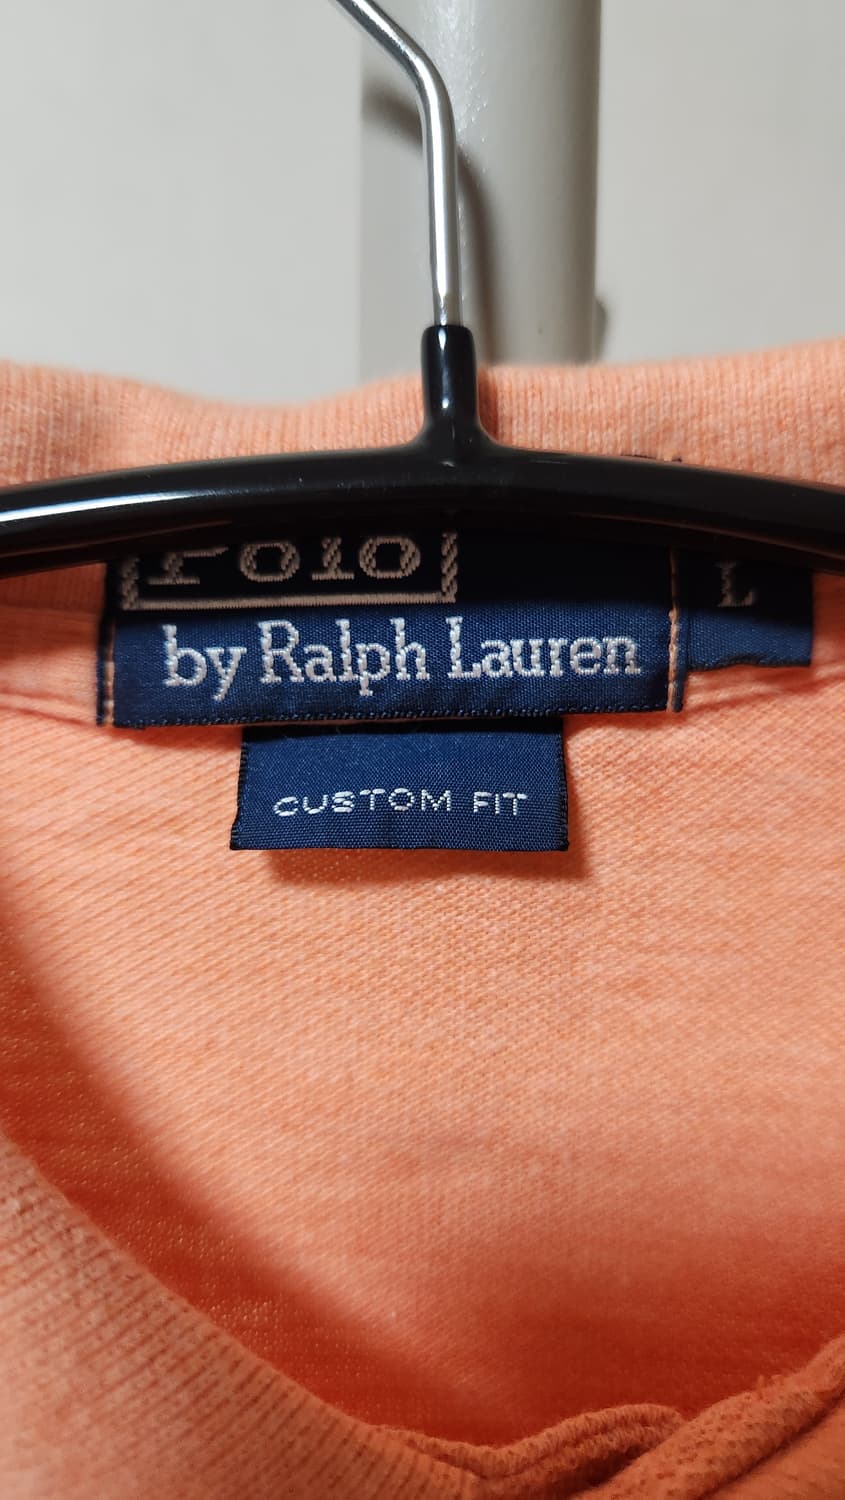 Polo
by Ralph Lauren
L
CUSTOM FIT